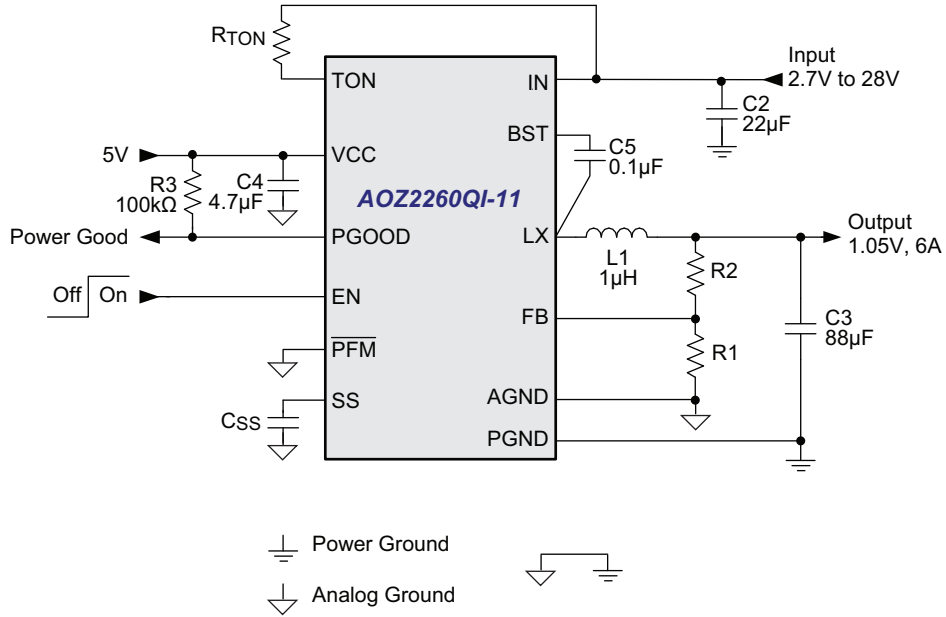 RTON
TON
IN
Input
2.7V to 28V
C2
22µF
BST
C5
0.1µF
5V
VCC
R3
100kΩ
C4
4.7µF
AOZ2260QI-11
Power Good
PGOOD
LX
L1
1µH
Output
1.05V, 6A
R2
Off
On
EN
FB
C3
88µF
R1
PFM
SS
CSS
AGND
PGND
Power Ground
Analog Ground